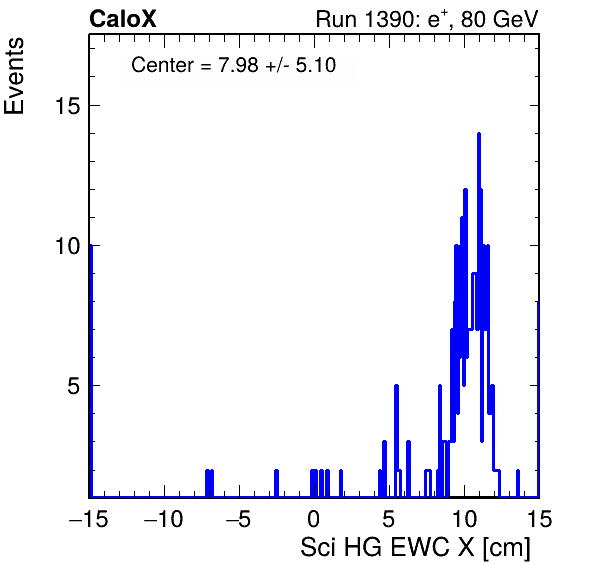 CaloX
Run 1390: e⁺, 80 GeV
Center = 7.98 +/- 5.10
Events
15
10
5
−15 −10 −5 0 5 10 15
Sci HG EWC X [cm]